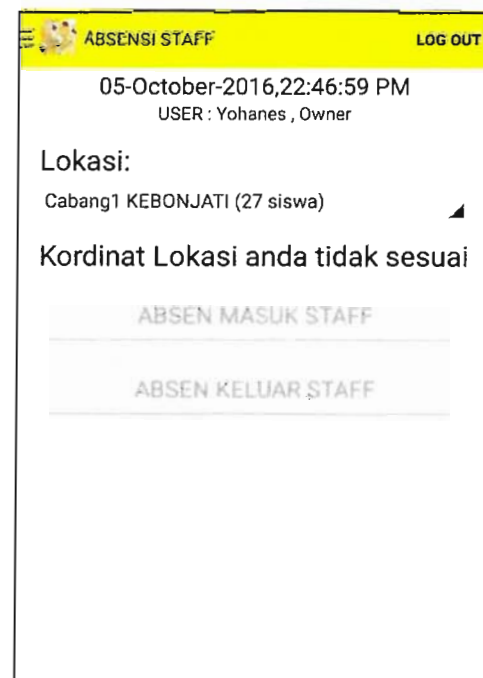 ABSENSI STAFF LOG OUT
05-October-2016,22:46:59 PM
USER : Yohanes , Owner
Lokasi:
Cabang1 KEBONJATI (27 siswa)
Kordinat Lokasi anda tidak sesuai
ABSEN MASUK STAFF
ABSEN KELUAR STAFF